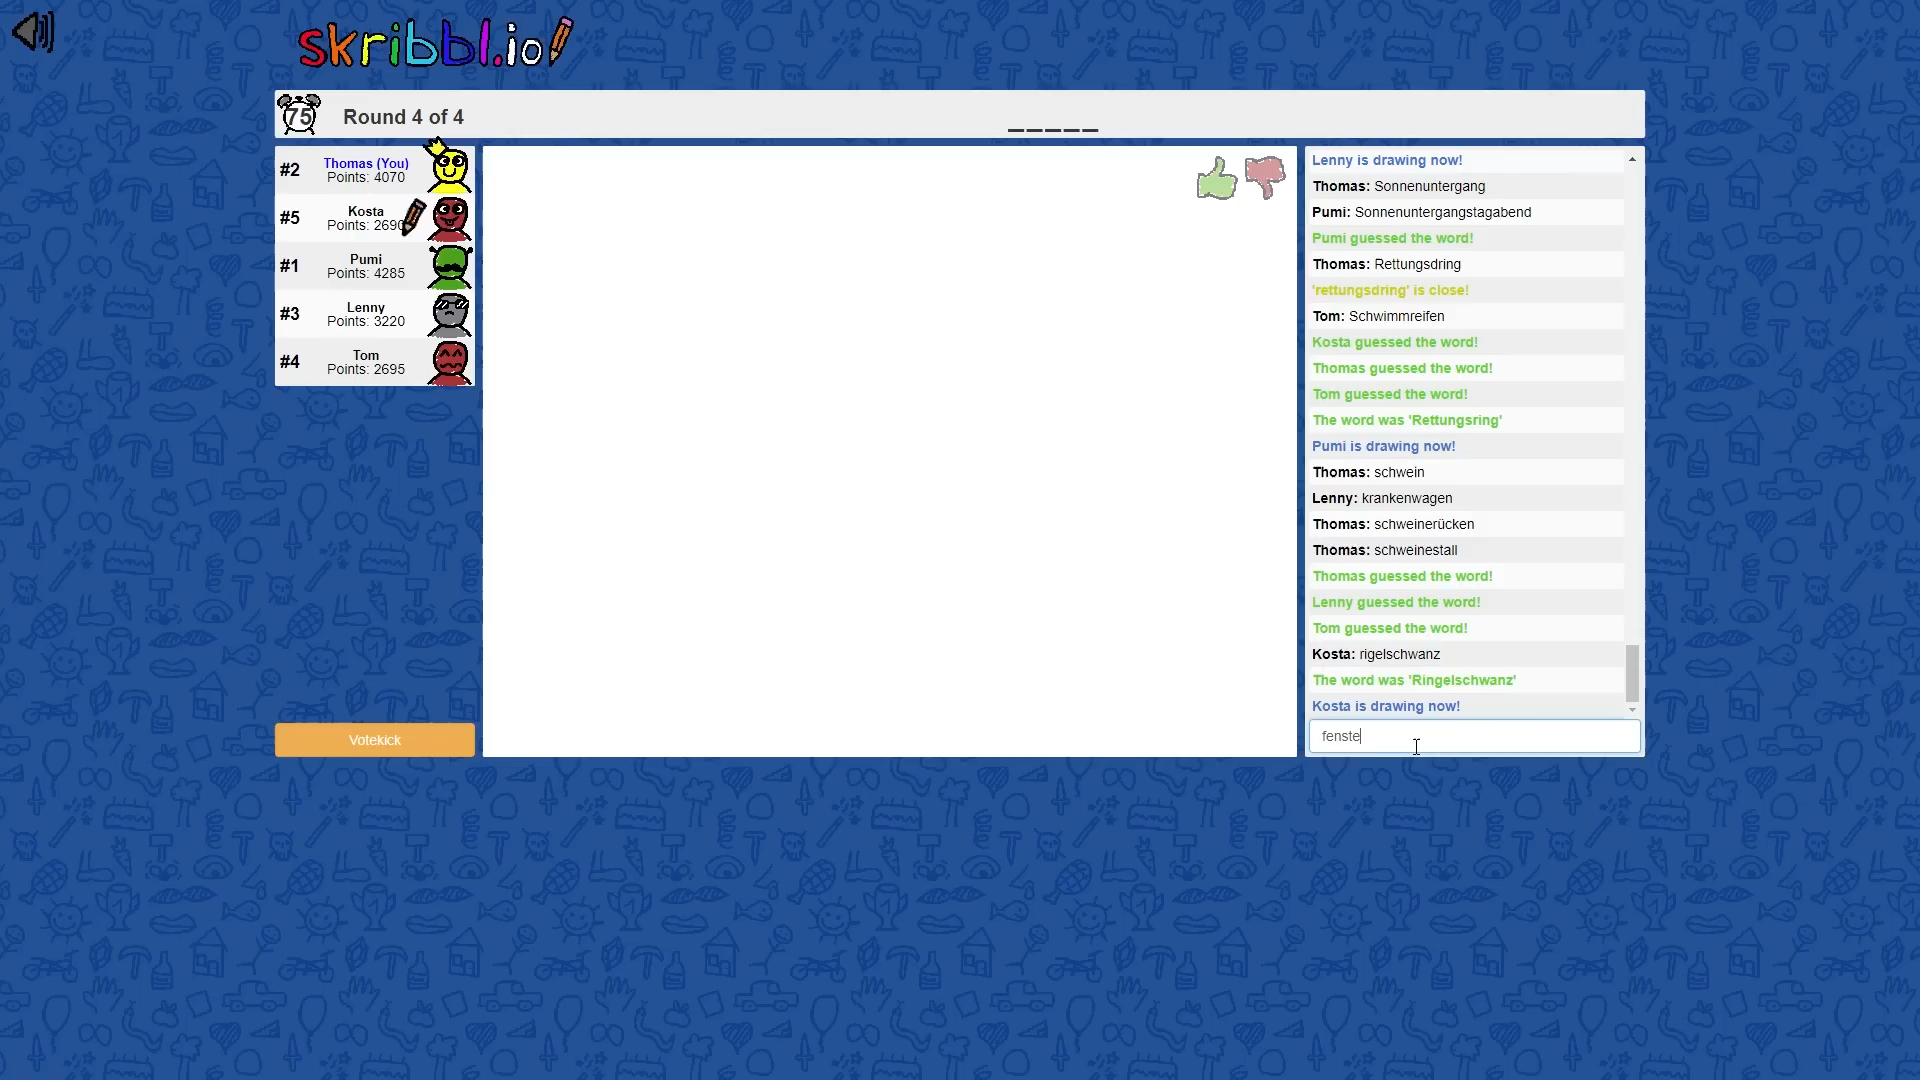 skribbl.io
75
Round 4 of 4
_ _ _ _ _
#2
Thomas (You)
Points: 4070
#5
Kosta
Points: 2690
#1
Pumi
Points: 4285
#3
Lenny
Points: 3220
#4
Tom
Points: 2695
Votekick
Lenny is drawing now!
Thomas: Sonnenuntergang
Pumi: Sonnenuntergangstagabend
Pumi guessed the word!
Thomas: Rettungsdring
'rettungsdring' is close!
Tom: Schwimmreifen
Kosta guessed the word!
Thomas guessed the word!
Tom guessed the word!
The word was 'Rettungsring'
Pumi is drawing now!
Thomas: schwein
Lenny: krankenwagen
Thomas: schweinerücken
Thomas: schweinestall
Thomas guessed the word!
Lenny guessed the word!
Tom guessed the word!
Kosta: rigelschwanz
The word was 'Ringelschwanz'
Kosta is drawing now!
fenste